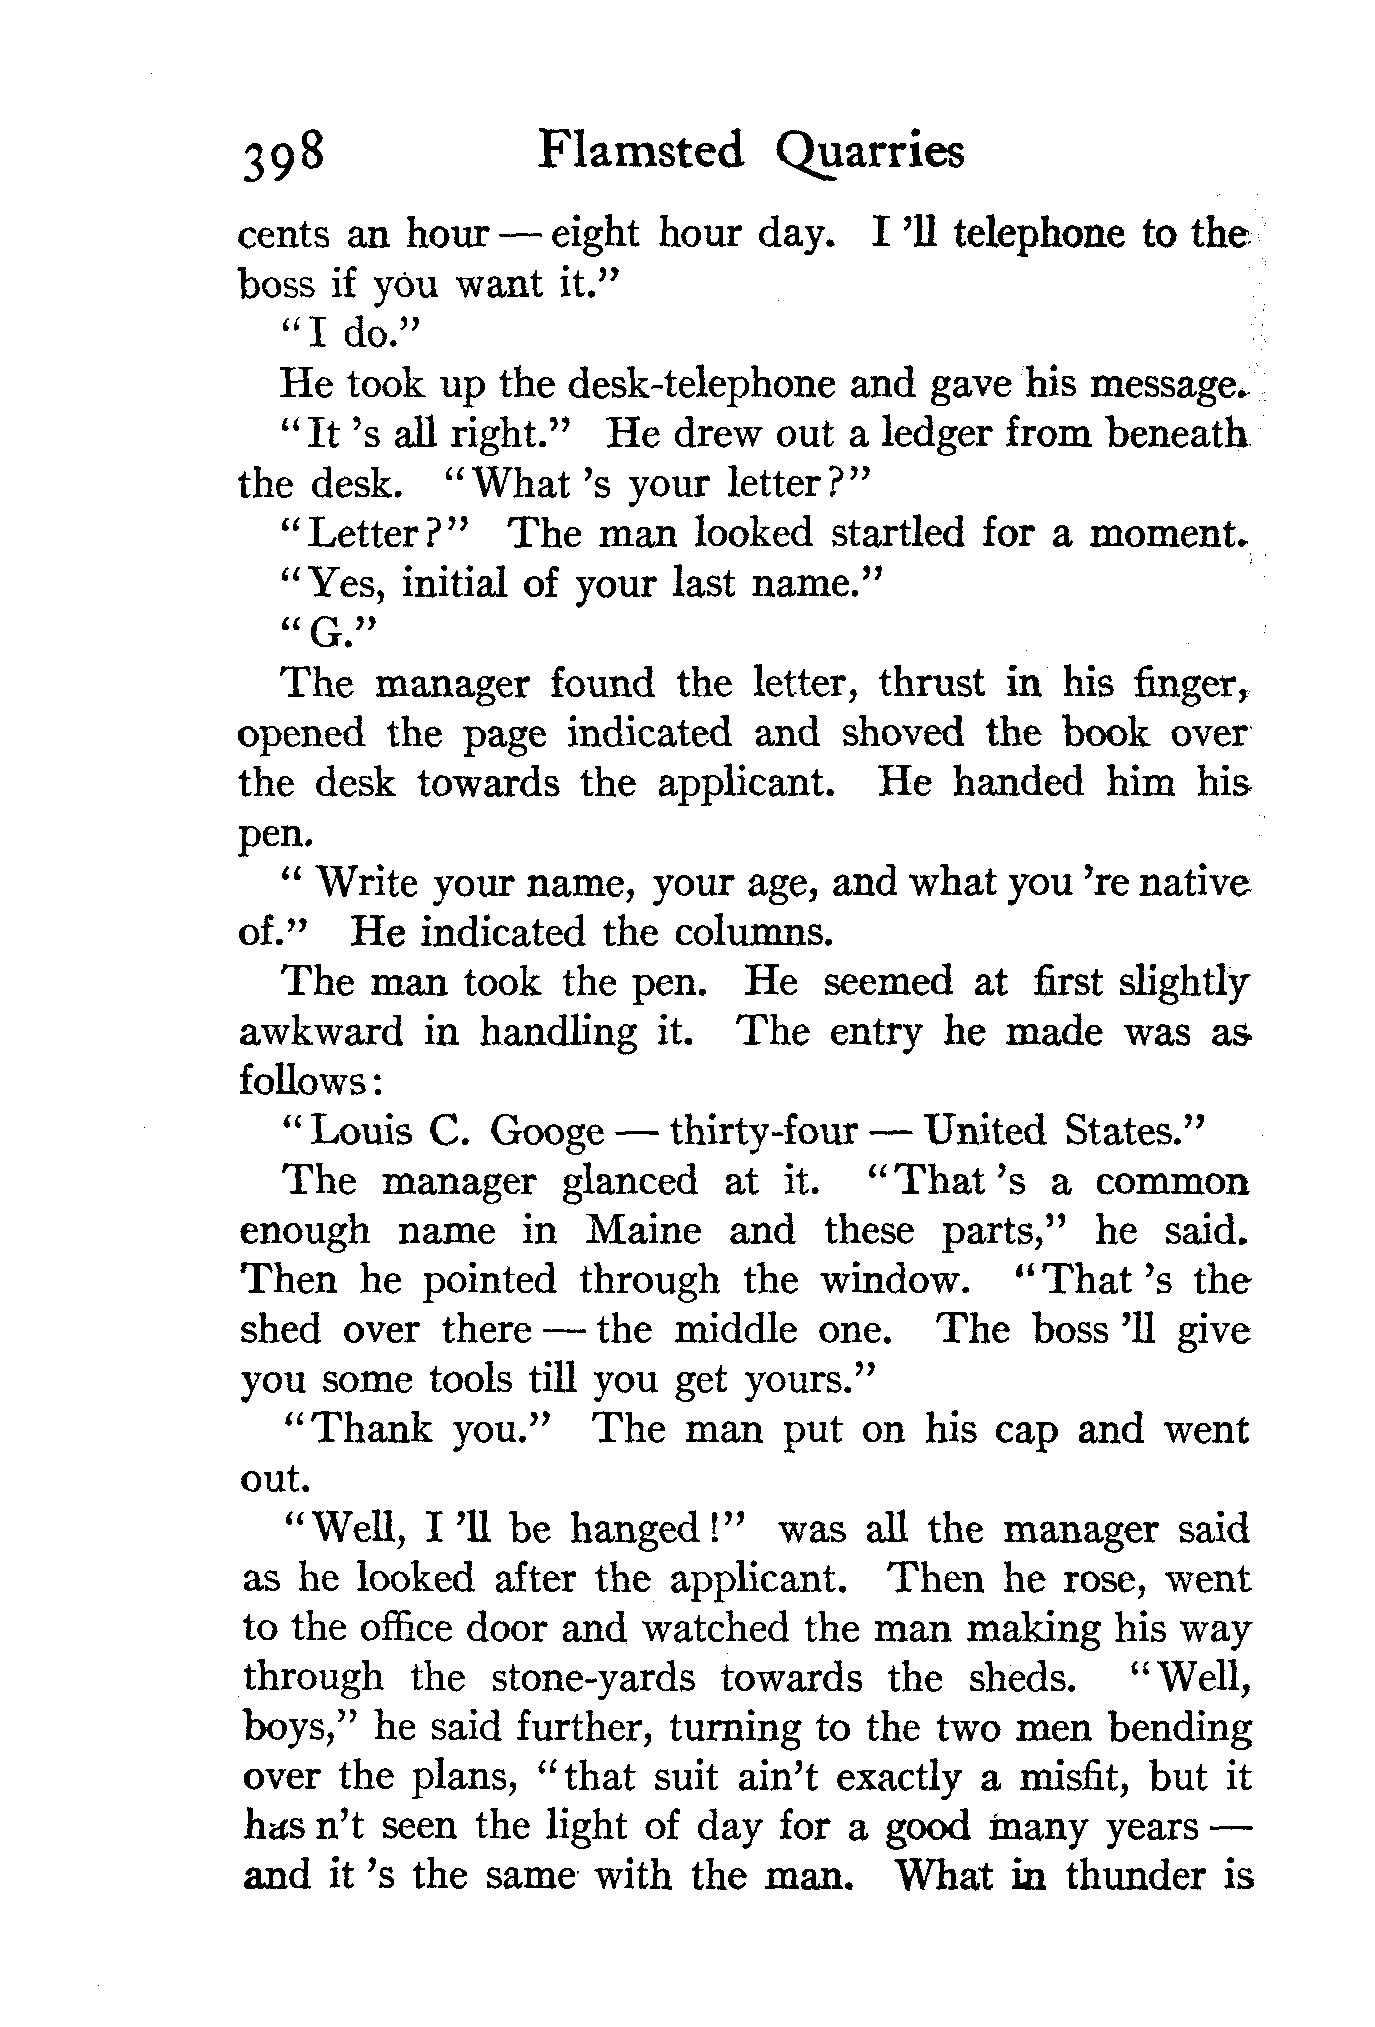 398 Flamsted Quarries
cents an hour — eight hour day. I 'll telephone to the
boss if you want it."
"I do."
He took up the desk-telephone and gave his message.
"It 's all right." He drew out a ledger from beneath
the desk. "What 's your letter?"
"Letter?" The man looked startled for a moment.
"Yes, initial of your last name."
"G."
The manager found the letter, thrust in his finger,
opened the page indicated and shoved the book over
the desk towards the applicant. He handed him his
pen.
"Write your name, your age, and what you 're native
of." He indicated the columns.
The man took the pen. He seemed at first slightly
awkward in handling it. The entry he made was as
follows:
"Louis C. Googe — thirty-four — United States."
The manager glanced at it. "That 's a common
enough name in Maine and these parts," he said.
Then he pointed through the window. "That 's the
shed over there — the middle one. The boss 'll give
you some tools till you get yours."
"Thank you." The man put on his cap and went
out.
"Well, I 'll be hanged!" was all the manager said
as he looked after the applicant. Then he rose, went
to the office door and watched the man making his way
through the stone-yards towards the sheds. "Well,
boys," he said further, turning to the two men bending
over the plans, "that suit ain't exactly a misfit, but it
has n't seen the light of day for a good many years —
and it 's the same with the man. What in thunder is